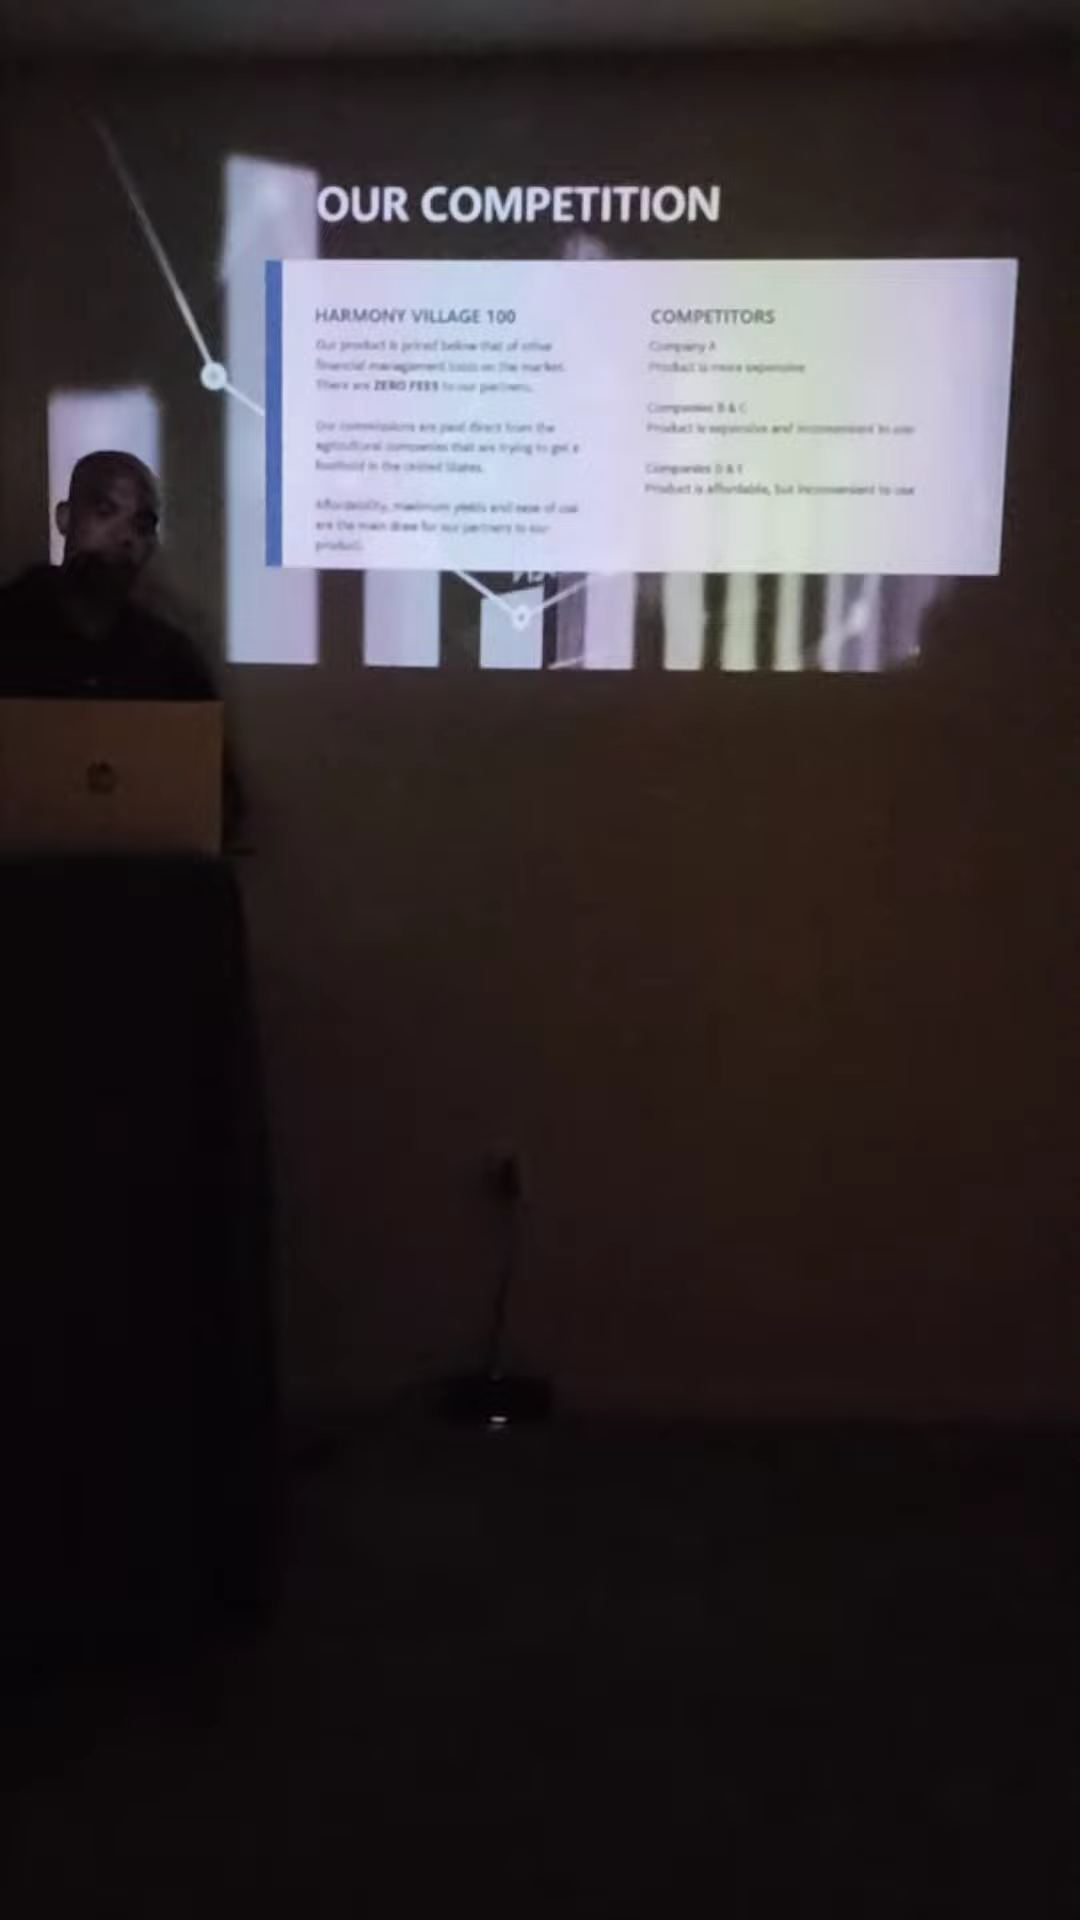 OUR COMPETITION
HARMONY VILLAGE 100
Our product is priced below that of other
financial management tools on the market.
There are ZERO FEES to our partners.
Our commissions are paid direct from the
agricultural companies that are trying to get a
foothold in the United States.
Affordability, maximum yields and ease of use
are the main draw for our partners to our
product.
COMPETITORS
Company A
Product is more expensive
Companies B & C
Product is expensive and inconvenient to use
Companies D & E
Product is affordable, but inconvenient to use